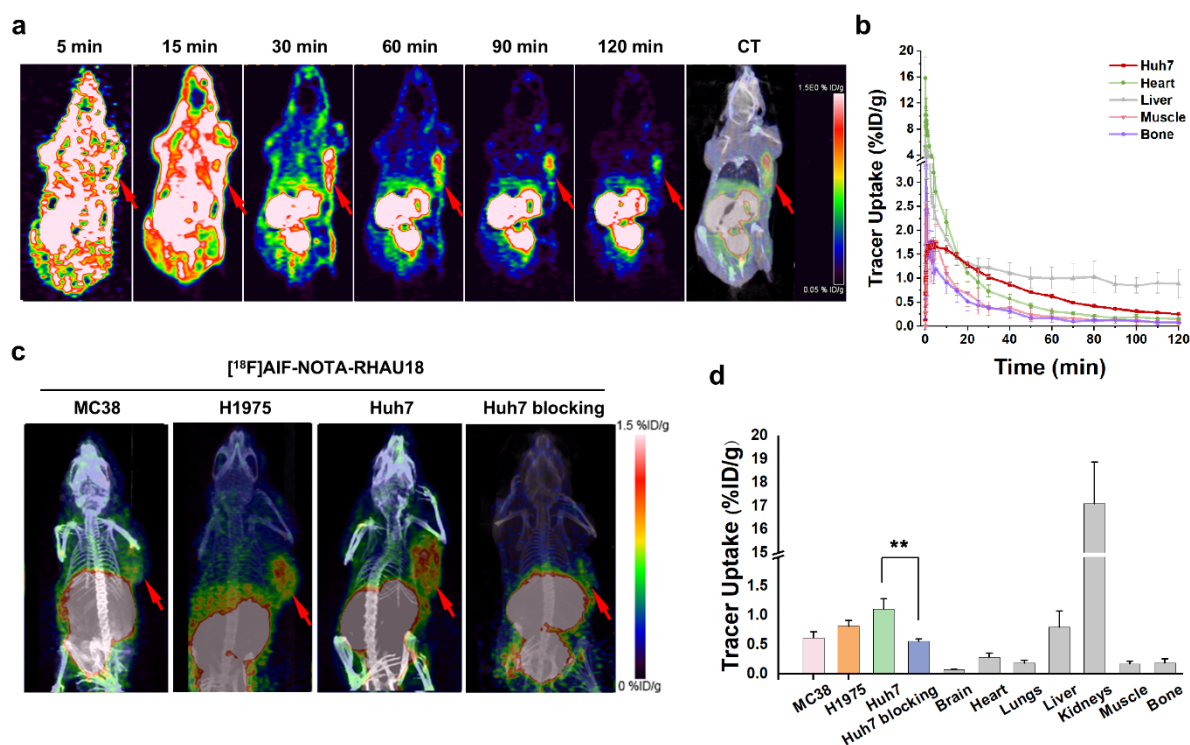 a
5 min 15 min 30 min 60 min 90 min 120 min CT
1.5E0 % ID/g
0.05 % ID/g
b
Tracer Uptake (%ID/g)
20
18
16
14
12
10
8
6
4
3.0
2.5
2.0
1.5
1.0
0.5
0.0
0 20 40 60 80 100 120
Time (min)
Huh7
Heart
Liver
Muscle
Bone
c
[¹⁸F]AlF-NOTA-RHAU18
MC38 H1975 Huh7 Huh7 blocking
1.5 %ID/g
0 %ID/g
d
Tracer Uptake (%ID/g)
20
19
18
17
16
15
1.5
1.0
0.5
0.0
**
MC38 H1975 Huh7 Huh7 blocking Brain Heart Lungs Liver Kidneys Muscle Bone